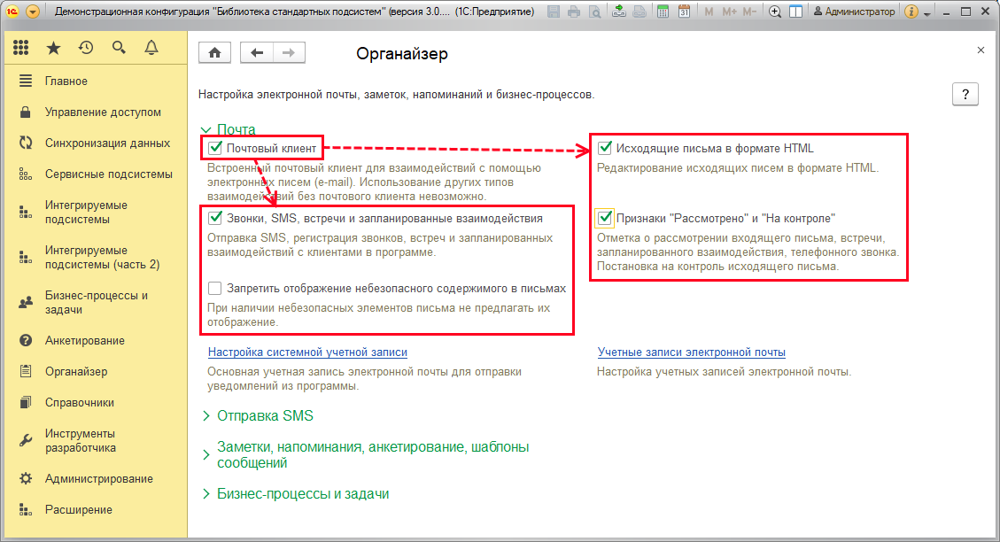 Демонстрационная конфигурация "Библиотека стандартных подсистем" (версия 3.0.... (1С:Предприятие)
M M+ M-
Администратор
Главное
Управление доступом
Синхронизация данных
Сервисные подсистемы
Интегрируемые
подсистемы
Интегрируемые
подсистемы (часть 2)
Бизнес-процессы и
задачи
Анкетирование
Органайзер
Справочники
Инструменты
разработчика
Администрирование
Расширение
Органайзер
Настройка электронной почты, заметок, напоминаний и бизнес-процессов.
?
Почта
Почтовый клиент
Встроенный почтовый клиент для взаимодействий с помощью
электронных писем (e-mail). Использование других типов
взаимодействий без почтового клиента невозможно.
Исходящие письма в формате HTML
Редактирование исходящих писем в формате HTML.
Звонки, SMS, встречи и запланированные взаимодействия
Отправка SMS, регистрация звонков, встреч и запланированных
взаимодействий с клиентами в программе.
Признаки "Рассмотрено" и "На контроле"
Отметка о рассмотрении входящего письма, встречи,
запланированного взаимодействия, телефонного звонка.
Постановка на контроль исходящего письма.
Запретить отображение небезопасного содержимого в письмах
При наличии небезопасных элементов письма не предлагать их
отображение.
Настройка системной учетной записи
Основная учетная запись электронной почты для отправки
уведомлений из программы.
Учетные записи электронной почты
Настройка учетных записей электронной почты.
Отправка SMS
Заметки, напоминания, анкетирование, шаблоны
сообщений
Бизнес-процессы и задачи